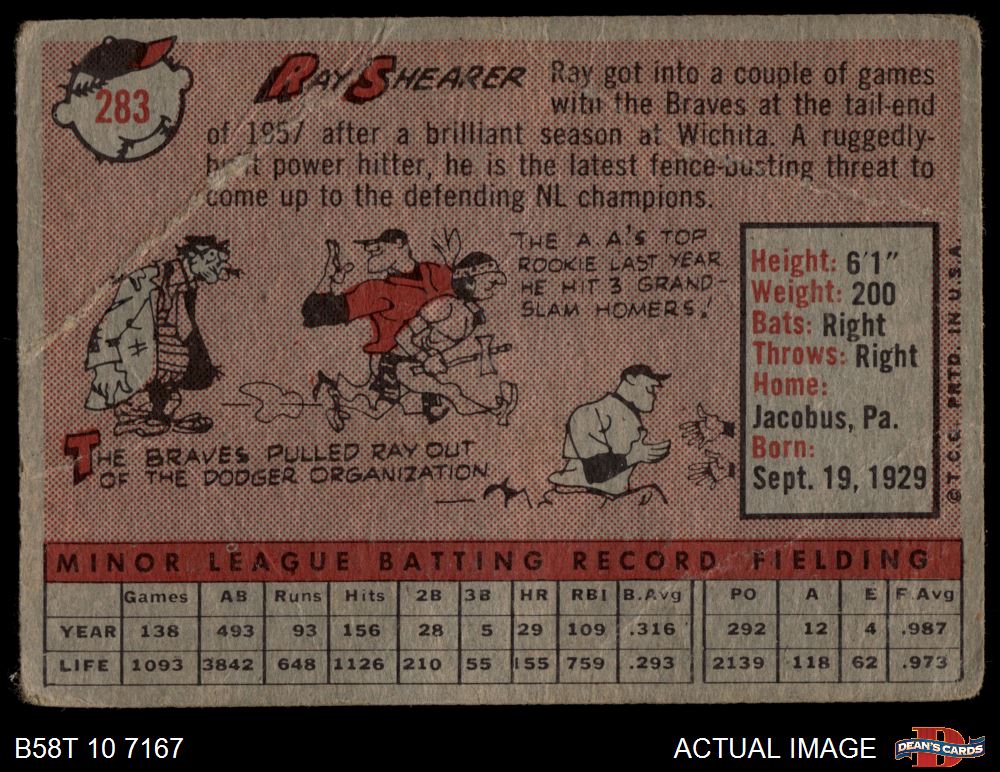 283
RAY SHEARER
Ray got into a couple of games
with the Braves at the tail-end
of 1957 after a brilliant season at Wichita. A ruggedly-
built power hitter, he is the latest fence-busting threat to
come up to the defending NL champions.
THE A.A.'S TOP
ROOKIE LAST YEAR,
HE HIT 3 GRAND-
SLAM HOMERS!
THE BRAVES PULLED RAY OUT
OF THE DODGER ORGANIZATION
Height: 6'1"
Weight: 200
Bats: Right
Throws: Right
Home:
Jacobus, Pa.
Born:
Sept. 19, 1929
© T. C. G. PRTD. IN U. S. A.
MINOR LEAGUE BATTING RECORD FIELDING
Games AB Runs Hits 2B 3B HR RBI B.Avg PO A E F.Avg
YEAR 138 493 93 156 28 5 29 109 .316 292 12 4 .987
LIFE 1093 3842 648 1126 210 55 155 759 .293 2139 118 62 .973
B58T 10 7167
ACTUAL IMAGE
D
DEAN'S CARDS